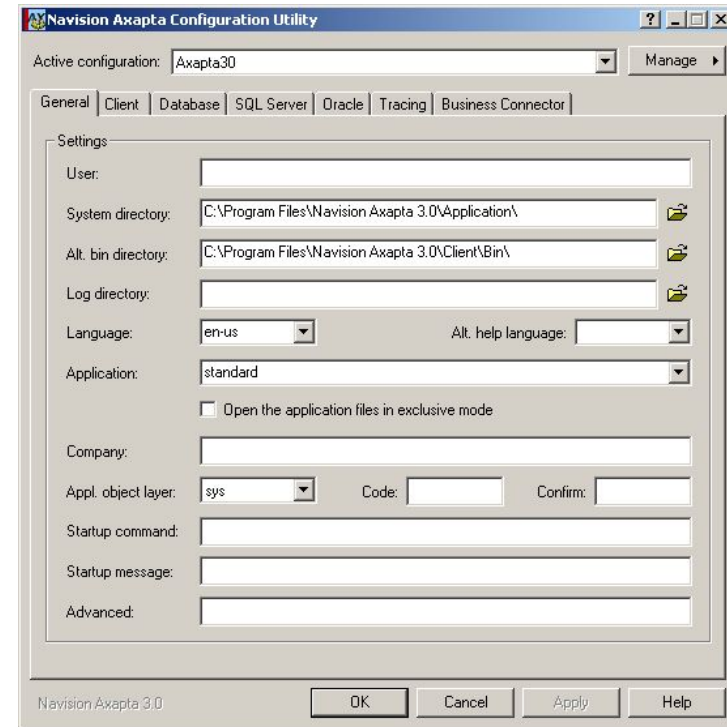 Navision Axapta Configuration Utility
Active configuration: Axapta30 Manage
General Client Database SQL Server Oracle Tracing Business Connector
Settings
User:
System directory: C:\Program Files\Navision Axapta 3.0\Application\
Alt. bin directory: C:\Program Files\Navision Axapta 3.0\Client\Bin\
Log directory:
Language: en-us Alt. help language:
Application: standard
Open the application files in exclusive mode
Company:
Appl. object layer: sys Code: Confirm:
Startup command:
Startup message:
Advanced:
Navision Axapta 3.0 OK Cancel Apply Help